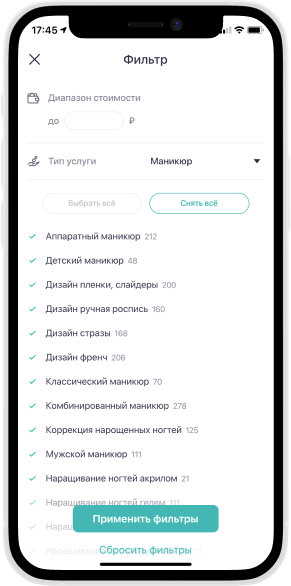 17:45
Фильтр
Диапазон стоимости
до ₽
Тип услуги Маникюр
Выбрать всё Снять всё
Аппаратный маникюр 212
Детский маникюр 48
Дизайн пленки, слайдеры 200
Дизайн ручная роспись 160
Дизайн стразы 168
Дизайн френч 206
Классический маникюр 70
Комбинированный маникюр 278
Коррекция нарощенных ногтей 125
Мужской маникюр 111
Наращивание ногтей акрилом 21
Наращивание ногтей гелем 111
Применить фильтры
Сбросить фильтры